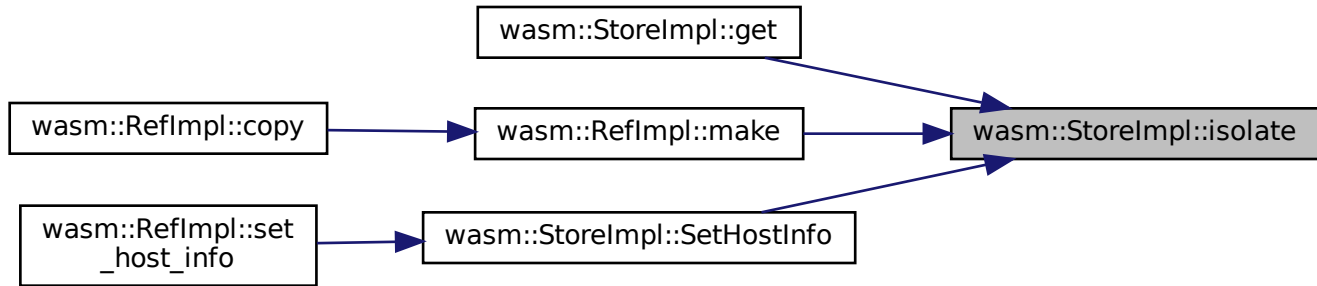 wasm::StoreImpl::get
wasm::RefImpl::copy
wasm::RefImpl::make
wasm::StoreImpl::isolate
wasm::RefImpl::set
_host_info
wasm::StoreImpl::SetHostInfo